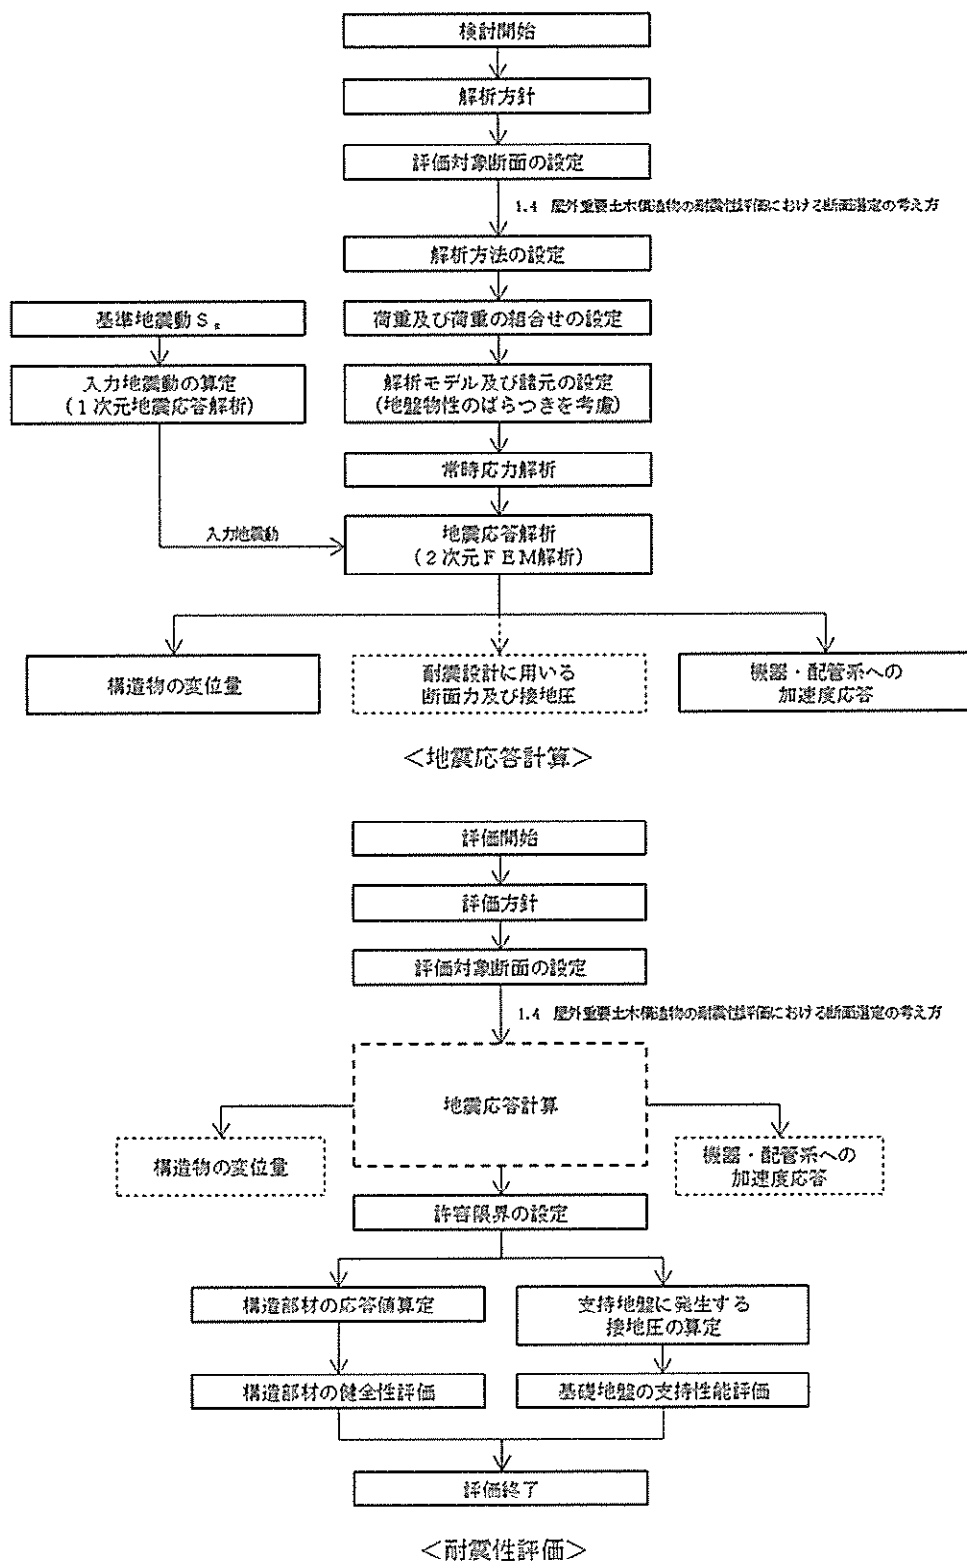 検討開始
解析方針
評価対象断面の設定
1.4 屋外重要土木構造物の耐震性評価における断面選定の考え方
解析方法の設定
基準地震動Ss
荷重及び荷重の組合せの設定
入力地震動の算定
(1次元地震応答解析)
解析モデル及び諸元の設定
(地盤物性のばらつきを考慮)
常時応力解析
入力地震動
地震応答解析
(2次元FEM解析)
構造物の変位量
耐震設計に用いる
断面力及び接地圧
機器・配管系への
加速度応答
<地震応答計算>
評価開始
評価方針
評価対象断面の設定
1.4 屋外重要土木構造物の耐震性評価における断面選定の考え方
地震応答計算
構造物の変位量
機器・配管系への
加速度応答
許容限界の設定
構造部材の応答値算定
支持地盤に発生する
接地圧の算定
構造部材の健全性評価
基礎地盤の支持性能評価
評価終了
<耐震性評価>